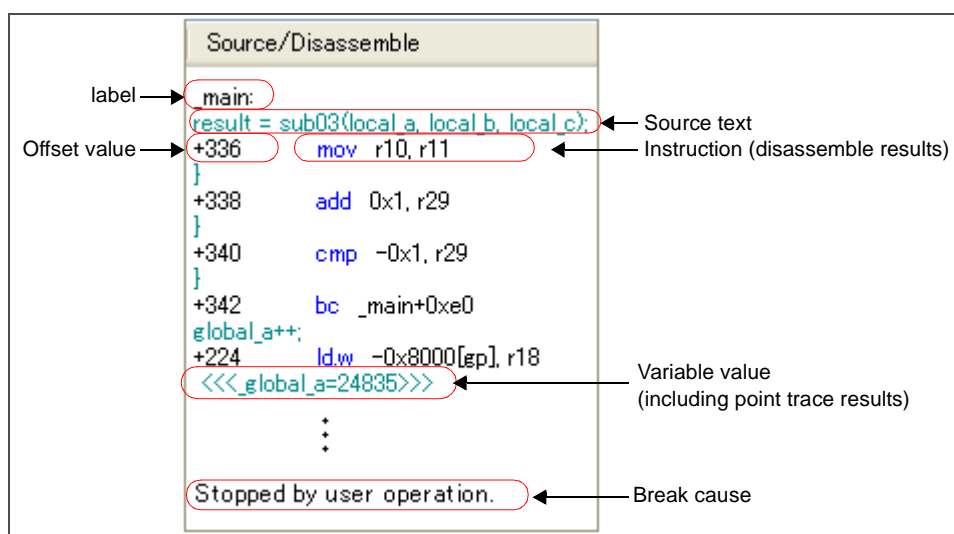 Source/Disassemble
label
_main:
result = sub03(local_a, local_b, local_c);
Source text
Offset value
+336 mov r10, r11
Instruction (disassemble results)
}
+338 add 0x1, r29
}
+340 cmp -0x1, r29
}
+342 bc _main+0xe0
global_a++;
+224 ld.w -0x8000[gp], r18
<<<_global_a=24835>>>
Variable value
(including point trace results)
Stopped by user operation.
Break cause